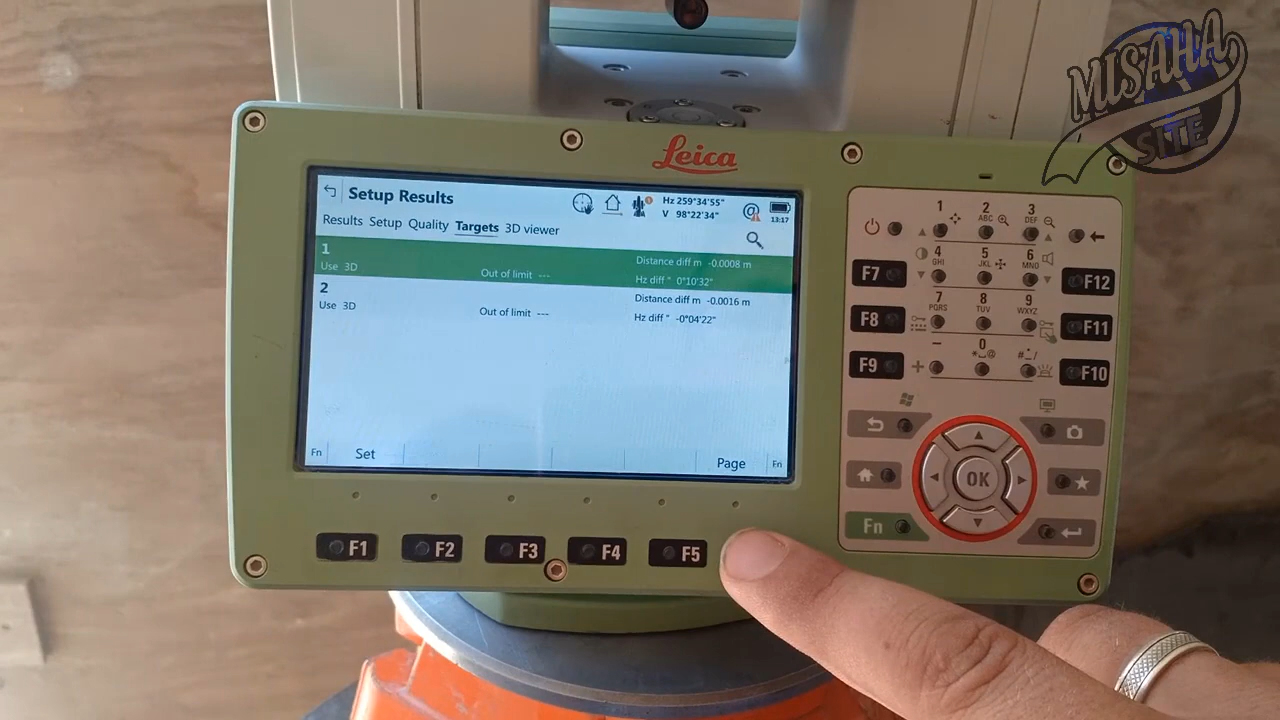 MISAHA
SITE
Leica
Setup Results
Hz 259°34'55"
V 98°22'34"
13:17
Results Setup Quality Targets 3D viewer
1
Distance diff m -0.0008 m
Use 3D
Out of limit ---
Hz diff " 0°10'32"
2
Distance diff m -0.0016 m
Use 3D
Out of limit ---
Hz diff " -0°04'22"
Fn
Set
Page
Fn
F1
F2
F3
F4
F5
1
2
3
ABC
DEF
4
5
6
GHI
JKL
MNO
F7
F12
7
8
9
PQRS
TUV
WXYZ
F8
F11
0
*␣@
#-/
F9
F10
OK
Fn